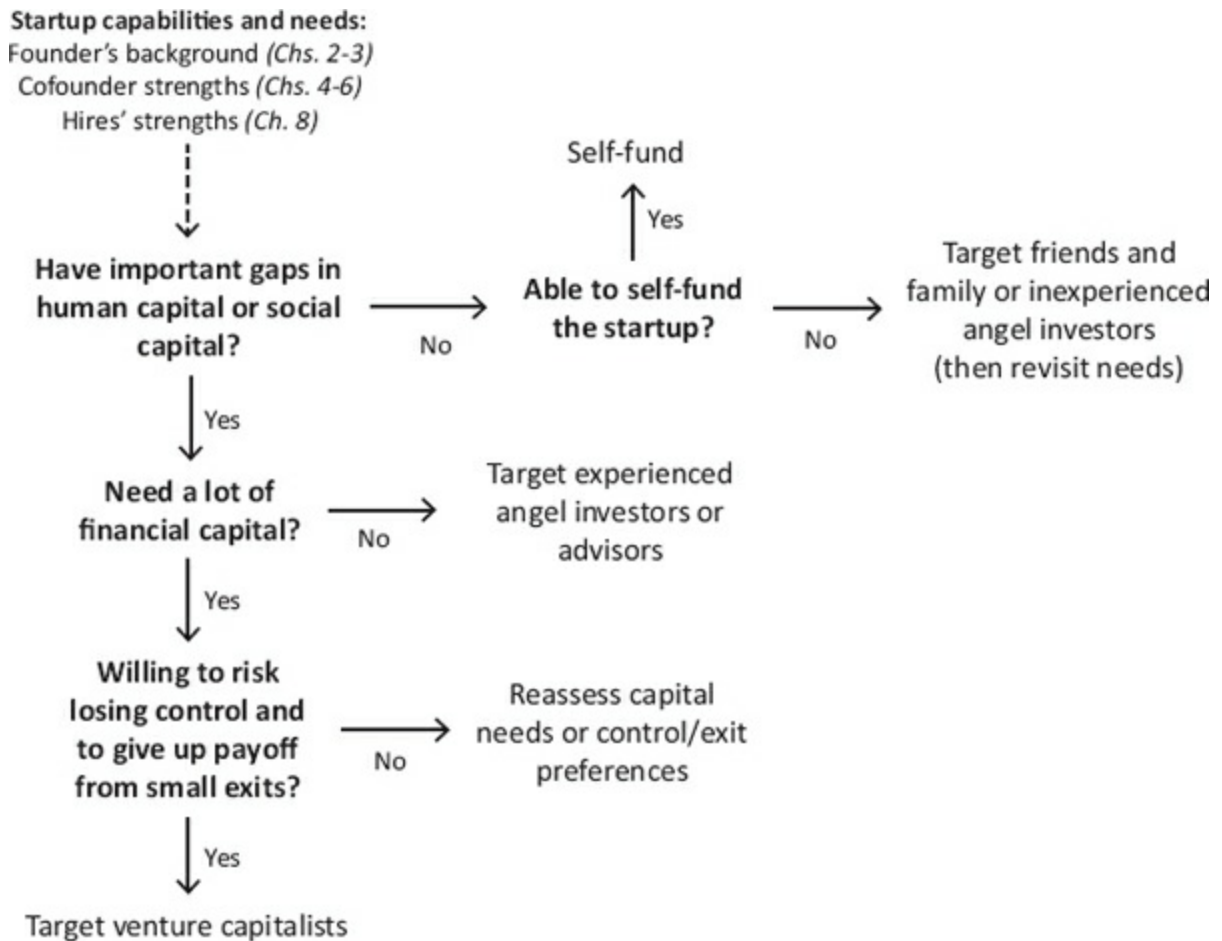 Startup capabilities and needs:
Founder's background (Chs. 2-3)
Cofounder strengths (Chs. 4-6)
Hires' strengths (Ch. 8)
Self-fund
Yes
Have important gaps in
human capital or social
capital?
No
Able to self-fund
the startup?
No
Target friends and
family or inexperienced
angel investors
(then revisit needs)
Yes
Need a lot of
financial capital?
No
Target experienced
angel investors or
advisors
Yes
Willing to risk
losing control and
to give up payoff
from small exits?
No
Reassess capital
needs or control/exit
preferences
Yes
Target venture capitalists